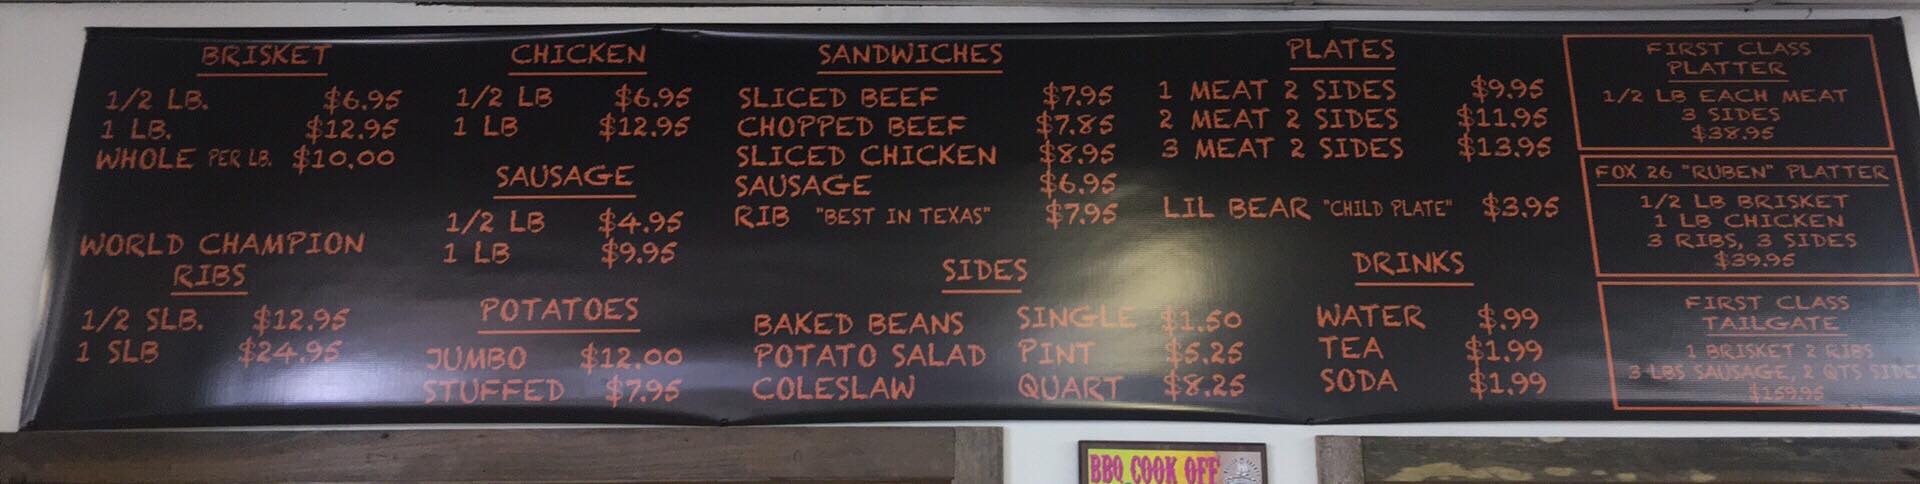 BRISKET
1/2 LB. $6.95
1 LB. $12.95
WHOLE PER LB. $10.00
WORLD CHAMPION
RIBS
1/2 SLB. $12.95
1 SLB $24.95
CHICKEN
1/2 LB $6.95
1 LB $12.95
SAUSAGE
1/2 LB $4.95
1 LB $9.95
POTATOES
JUMBO $12.00
STUFFED $7.95
SANDWICHES
SLICED BEEF $7.95
CHOPPED BEEF $7.85
SLICED CHICKEN $8.95
SAUSAGE $6.95
RIB "BEST IN TEXAS" $7.95
SIDES
BAKED BEANS SINGLE $1.50
POTATO SALAD PINT $5.25
COLESLAW QUART $8.25
PLATES
1 MEAT 2 SIDES $9.95
2 MEAT 2 SIDES $11.95
3 MEAT 2 SIDES $13.95
LIL BEAR "CHILD PLATE" $3.95
DRINKS
WATER $.99
TEA $1.99
SODA $1.99
FIRST CLASS
PLATTER
1/2 LB EACH MEAT
3 SIDES
$38.95
FOX 26 "RUBEN" PLATTER
1/2 LB BRISKET
1 LB CHICKEN
3 RIBS, 3 SIDES
$39.95
FIRST CLASS
TAILGATE
1 BRISKET 2 RIBS
3 LBS SAUSAGE, 2 QTS SIDE
$159.95
BBQ COOK OFF